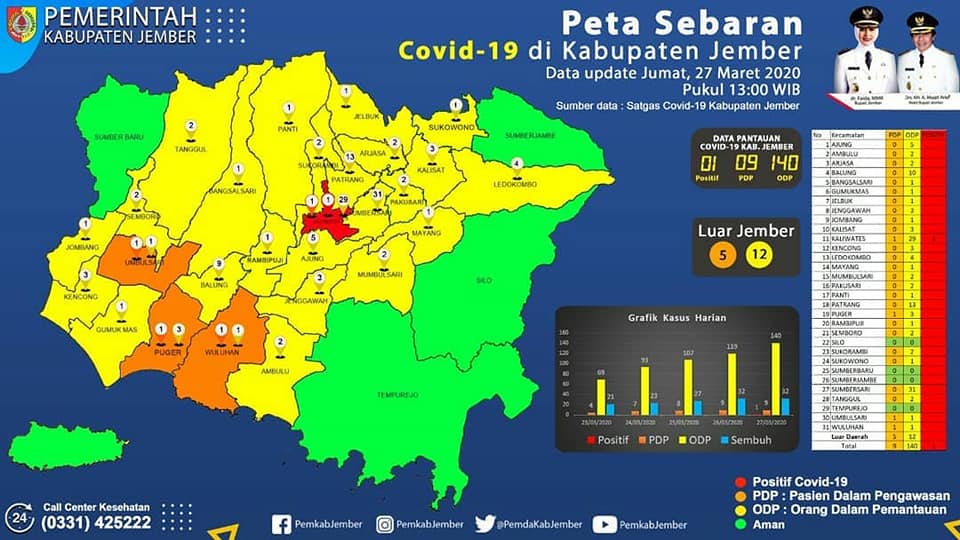 PEMERINTAH
KABUPATEN JEMBER
Peta Sebaran
Covid-19 di Kabupaten Jember
Data update Jumat, 27 Maret 2020
Pukul 13:00 WIB
Sumber data : Satgas Covid-19 Kabupaten Jember
dr. Faida, MMR
Bupati Jember
Wakil Bupati Jember
SUMBER BARU
TANGGUL
2
PANTI
1
JELBUK
1
SUKOWONO
1
SUMBERJAMBE
ARJASA
2
SUKORAMBI
2
PATRANG
13
KALISAT
3
LEDOKOMBO
4
BANGSALSARI
1
PAKUSARI
2
SUMBERSARI
31
1
1
29
SEMBORO
2
MAYANG
1
JOMBANG
1
UMBULSARI
1
1
RAMBIPUJI
1
AJUNG
5
MUMBULSARI
2
SILO
KENCONG
3
BALUNG
9
JENGGAWAH
3
GUMUK MAS
1
PUGER
1
3
WULUHAN
1
1
AMBULU
2
TEMPUREJO
DATA PANTAUAN
COVID-19 KAB. JEMBER
01 09 140
Positif PDP ODP
Luar Jember
5 12
Grafik Kasus Harian
160
140
120
100
80
60
40
20
0
4 69 21
7 93 23
8 107 27
9 119 32
1 9 140 32
23/03/2020 24/03/2020 25/03/2020 26/03/2020 27/03/2020
Positif PDP ODP Sembuh
No Kecamatan PDP ODP
1 AJUNG 0 5
2 AMBULU 0 2
3 ARJASA 0 2
4 BALUNG 0 10
5 BANGSALSARI 0 1
6 GUMUKMAS 0 1
7 JELBUK 0 1
8 JENGGAWAH 0 3
9 JOMBANG 0 1
10 KALISAT 0 3
11 KALIWATES 1 29 1
12 KENCONG 0 3
13 LEDOKOMBO 0 4
14 MAYANG 0 1
15 MUMBULSARI 0 2
16 PAKUSARI 0 2
17 PANTI 0 1
18 PATRANG 0 13
19 PUGER 1 3
20 RAMBIPUJI 0 1
21 SEMBORO 0 2
22 SILO 0 0
23 SUKORAMBI 0 2
24 SUKOWONO 0 1
25 SUMBERBARU 0 0
26 SUMBERJAMBE 0 0
27 SUMBERSARI 0 31
28 TANGGUL 0 2
29 TEMPUREJO 0 0
30 UMBULSARI 1 1
31 WULUHAN 1 1
Luar Daerah 5 12
Total 9 140 1
Positif Covid-19
PDP : Pasien Dalam Pengawasan
ODP : Orang Dalam Pemantauan
Aman
24
Call Center Kesehatan
(0331) 425222
PemkabJember
PemkabJember
@PemdaKabJember
PemkabJember